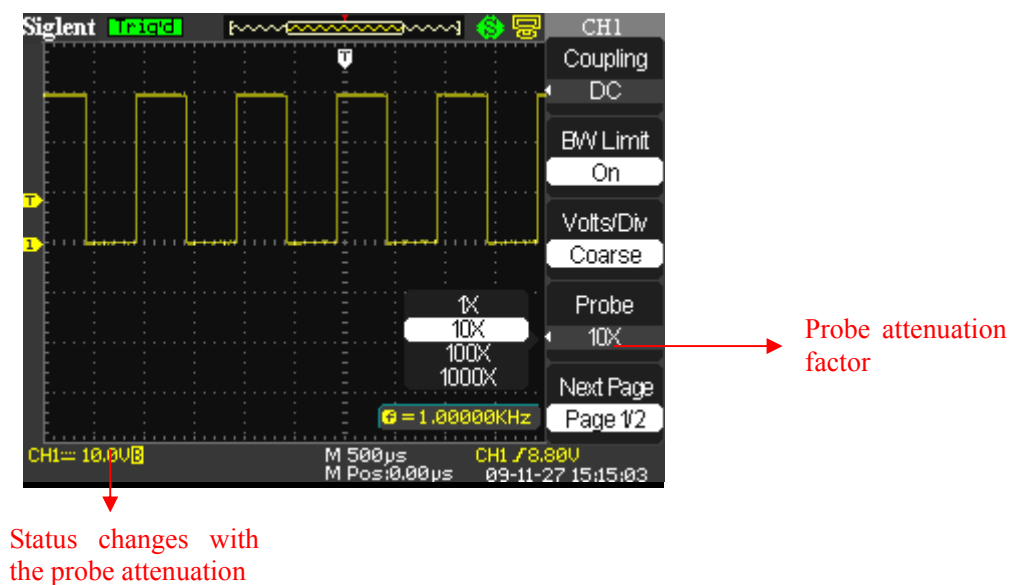 Siglent Trig'd CH1
Coupling
DC
BW Limit
On
Volts/Div
Coarse
Probe
10X
Next Page
Page 1/2
T
T
1
1X
10X
100X
1000X
f = 1.00000KHz
CH1 10.0V B M 500µs CH1 8.80V
M Pos:0.00µs 09-11-27 15:15:03
Probe attenuation
factor
Status changes with
the probe attenuation